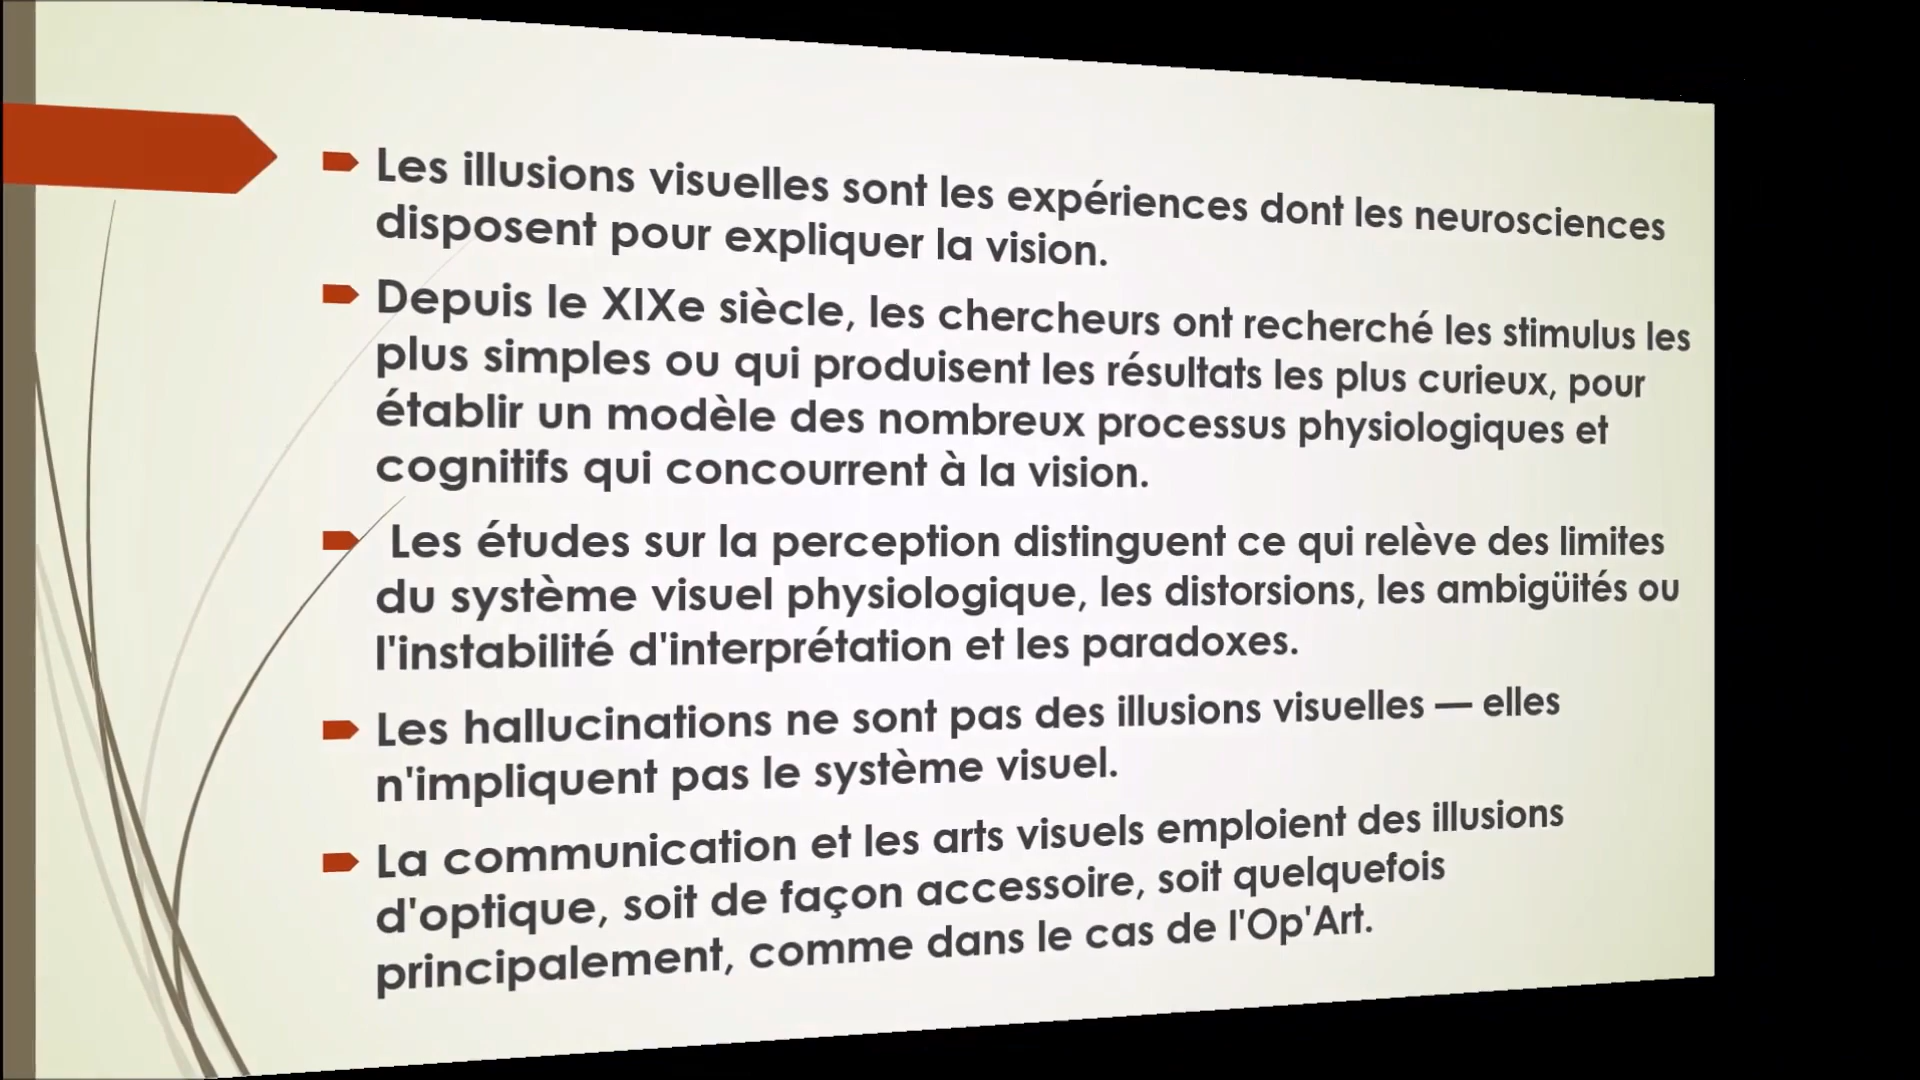 Les illusions visuelles sont les expériences dont les neurosciences
disposent pour expliquer la vision.
Depuis le XIXe siècle, les chercheurs ont recherché les stimulus les
plus simples ou qui produisent les résultats les plus curieux, pour
établir un modèle des nombreux processus physiologiques et
cognitifs qui concourrent à la vision.
Les études sur la perception distinguent ce qui relève des limites
du système visuel physiologique, les distorsions, les ambigüités ou
l'instabilité d'interprétation et les paradoxes.
Les hallucinations ne sont pas des illusions visuelles — elles
n'impliquent pas le système visuel.
La communication et les arts visuels emploient des illusions
d'optique, soit de façon accessoire, soit quelquefois
principalement, comme dans le cas de l'Op'Art.